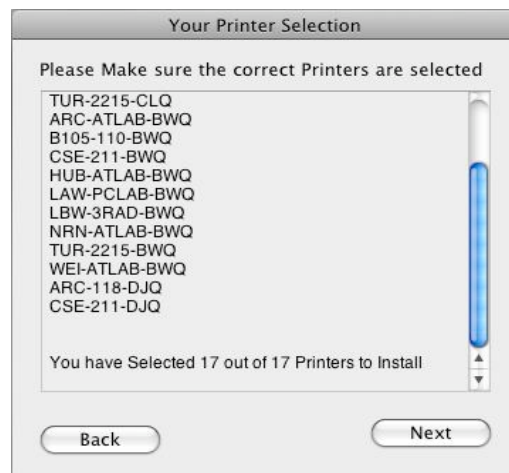 Your Printer Selection
Please Make sure the correct Printers are selected
TUR-2215-CLQ
ARC-ATLAB-BWQ
B105-110-BWQ
CSE-211-BWQ
HUB-ATLAB-BWQ
LAW-PCLAB-BWQ
LBW-3RAD-BWQ
NRN-ATLAB-BWQ
TUR-2215-BWQ
WEI-ATLAB-BWQ
ARC-118-DJQ
CSE-211-DJQ
You have Selected 17 out of 17 Printers to Install
Back
Next